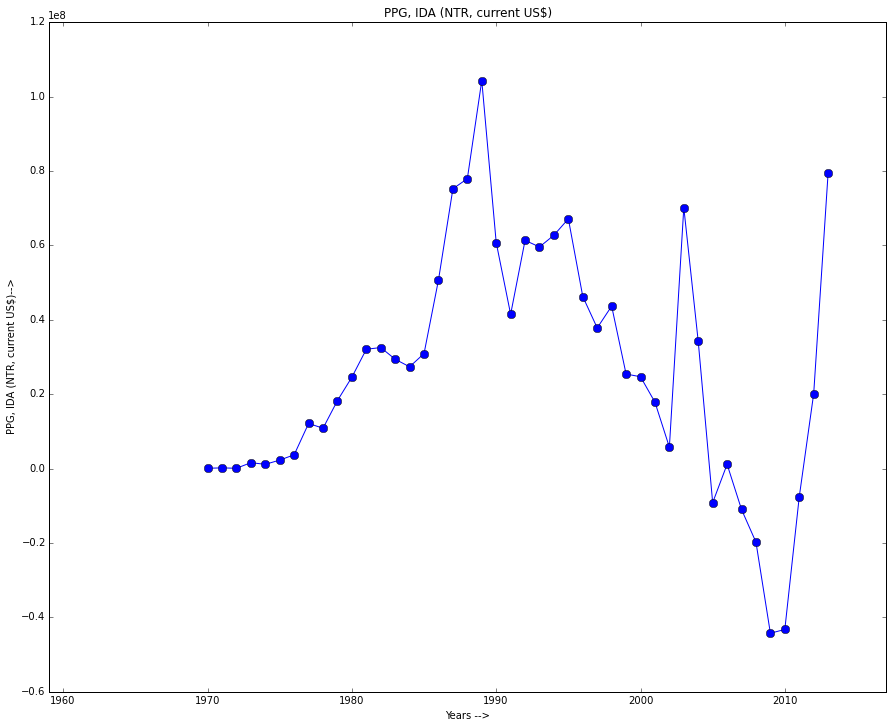 PPG, IDA (NTR, current US$)
1e8
1.2
1.0
0.8
0.6
0.4
0.2
0.0
−0.2
−0.4
−0.6
PPG, IDA (NTR, current US$)-->
1960 1970 1980 1990 2000 2010
Years -->